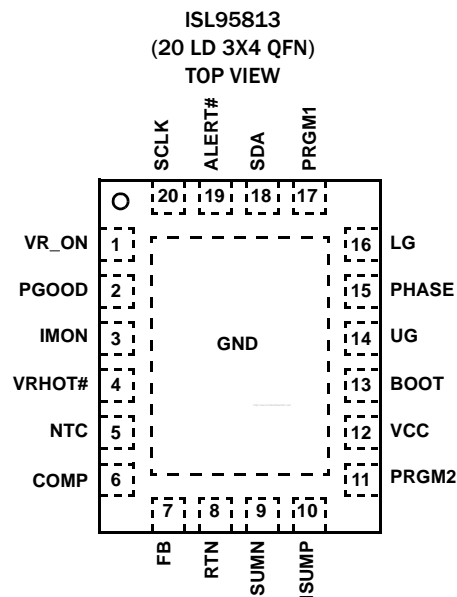 ISL95813
(20 LD 3X4 QFN)
TOP VIEW
SCLK
ALERT#
SDA
PRGM1
20
19
18
17
VR_ON 1
PGOOD 2
IMON 3
VRHOT# 4
NTC 5
COMP 6
GND
16 LG
15 PHASE
14 UG
13 BOOT
12 VCC
11 PRGM2
7
8
9
10
FB
RTN
SUMN
ISUMP